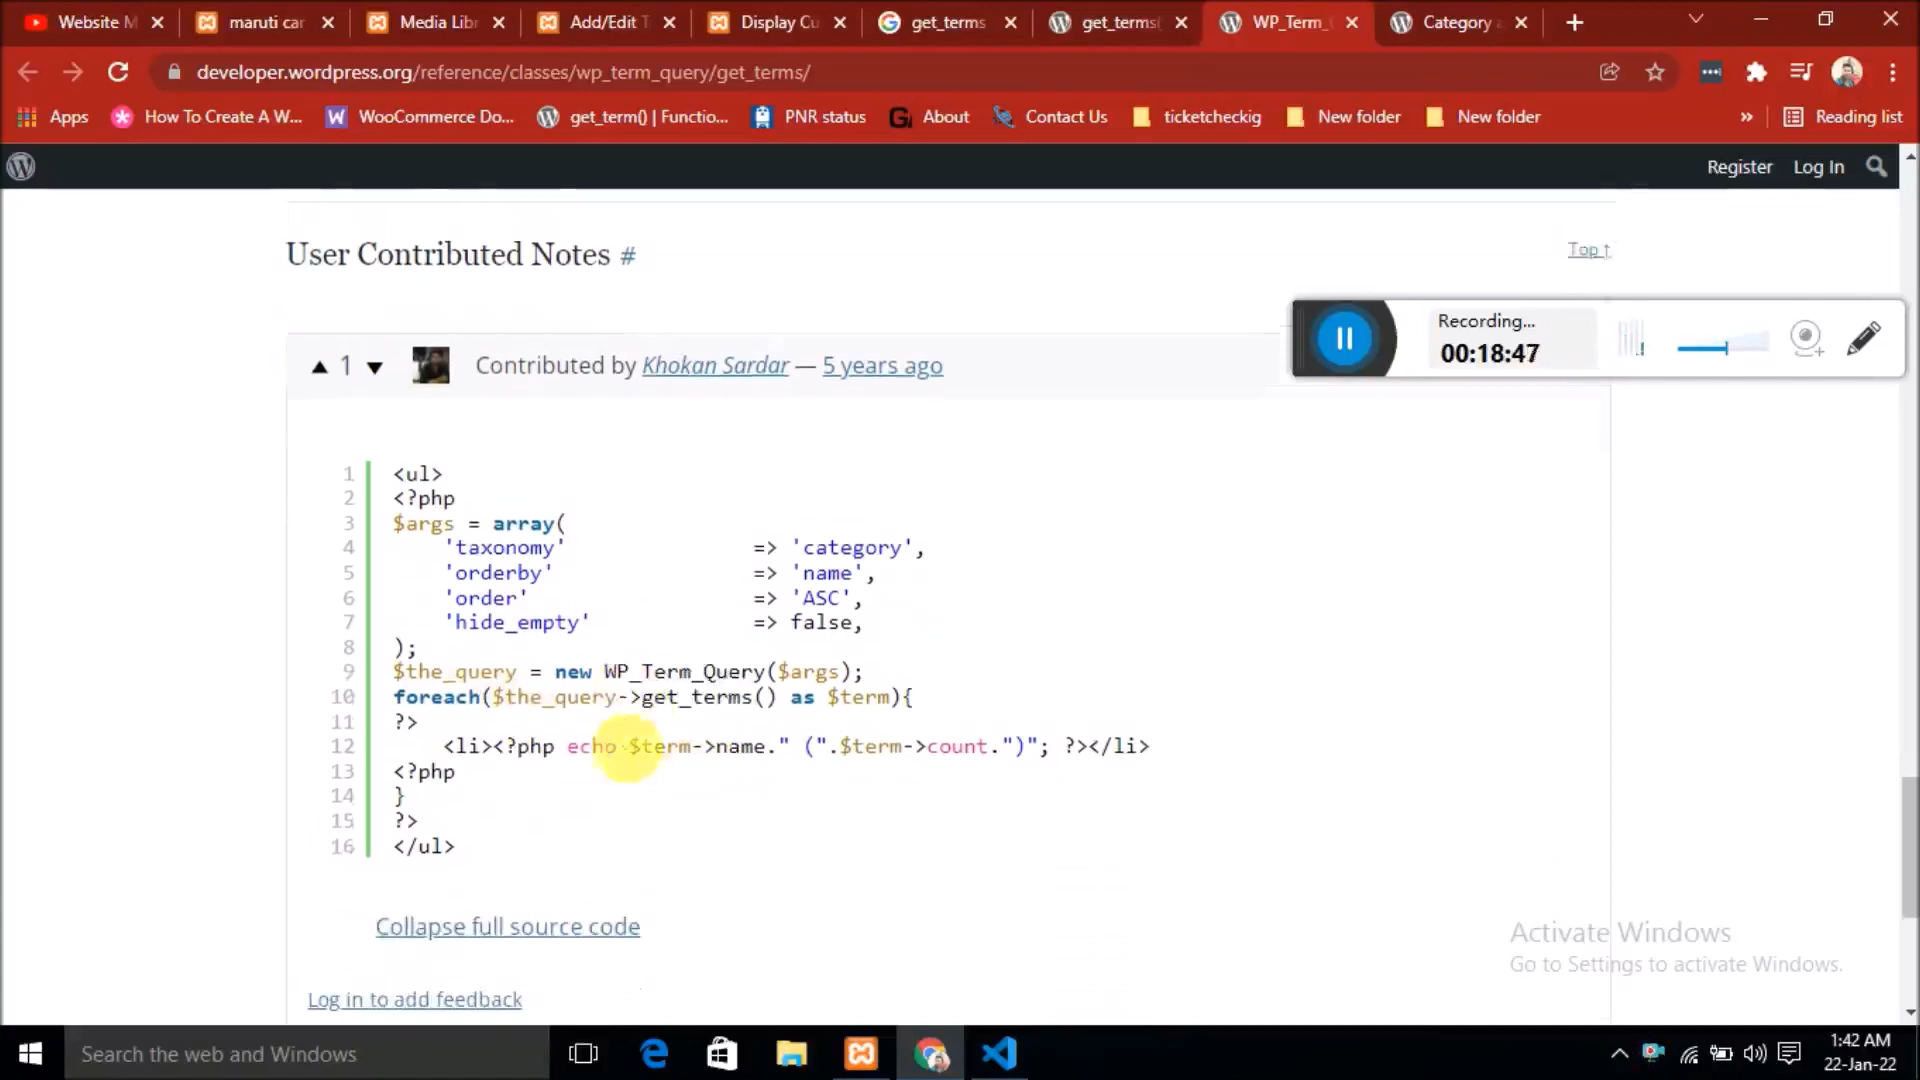 Website M
maruti car
Media Libr
Add/Edit T
Display Cu
get_terms
get_terms(
WP_Term_
Category a
developer.wordpress.org/reference/classes/wp_term_query/get_terms/
Apps
How To Create A W...
WooCommerce Do...
get_term() | Functio...
PNR status
About
Contact Us
ticketcheckig
New folder
New folder
»
Reading list
Register
Log In
User Contributed Notes #
Top ↑
Recording...
00:18:47
▲ 1 ▼ Contributed by Khokan Sardar — 5 years ago
1 <ul>
2 <?php
3 $args = array(
4 'taxonomy' => 'category',
5 'orderby' => 'name',
6 'order' => 'ASC',
7 'hide_empty' => false,
8 );
9 $the_query = new WP_Term_Query($args);
10 foreach($the_query->get_terms() as $term){
11 ?>
12 <li><?php echo $term->name." (".$term->count.")"; ?></li>
13 <?php
14 }
15 ?>
16 </ul>
Collapse full source code
Log in to add feedback
Activate Windows
Go to Settings to activate Windows.
Search the web and Windows
1:42 AM
22-Jan-22